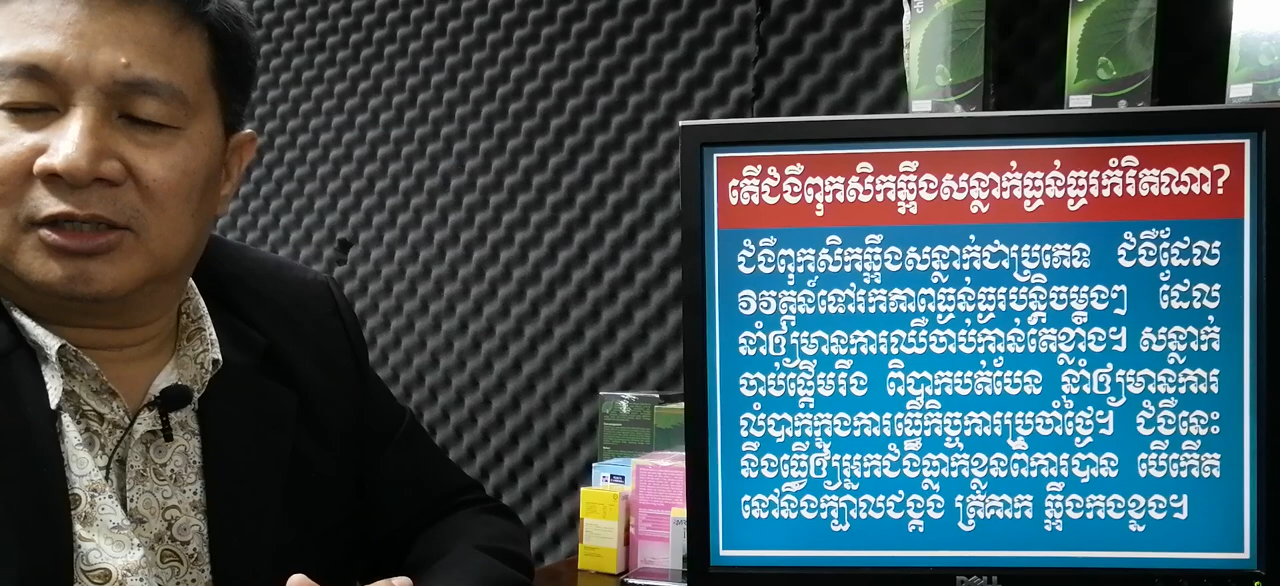 តើជំងឺពុកសិកឆ្អឹងសន្លាក់ធ្ងន់ធ្ងរកំរិតណា?
ជំងឺពុកសិកឆ្អឹងសន្លាក់ជាប្រភេទ ជំងឺដែល
វិវត្តន៍ទៅរកភាពធ្ងន់ធ្ងរបន្តិចម្ដងៗ ដែល
នាំឲ្យមានការឈឺចាប់កាន់តែខ្លាំង។ សន្លាក់
ចាប់ផ្ដើមរឹង ពិបាកបត់បែន នាំឲ្យមានការ
លំបាកក្នុងការធ្វើកិច្ចការប្រចាំថ្ងៃ។ ជំងឺនេះ
នឹងធ្វើឲ្យអ្នកជំងឺធ្លាក់ខ្លួនពិការបាន បើកើត
នៅនឹងក្បាលជង្គង់ ត្រគាក ឆ្អឹងកងខ្នង។
DELL